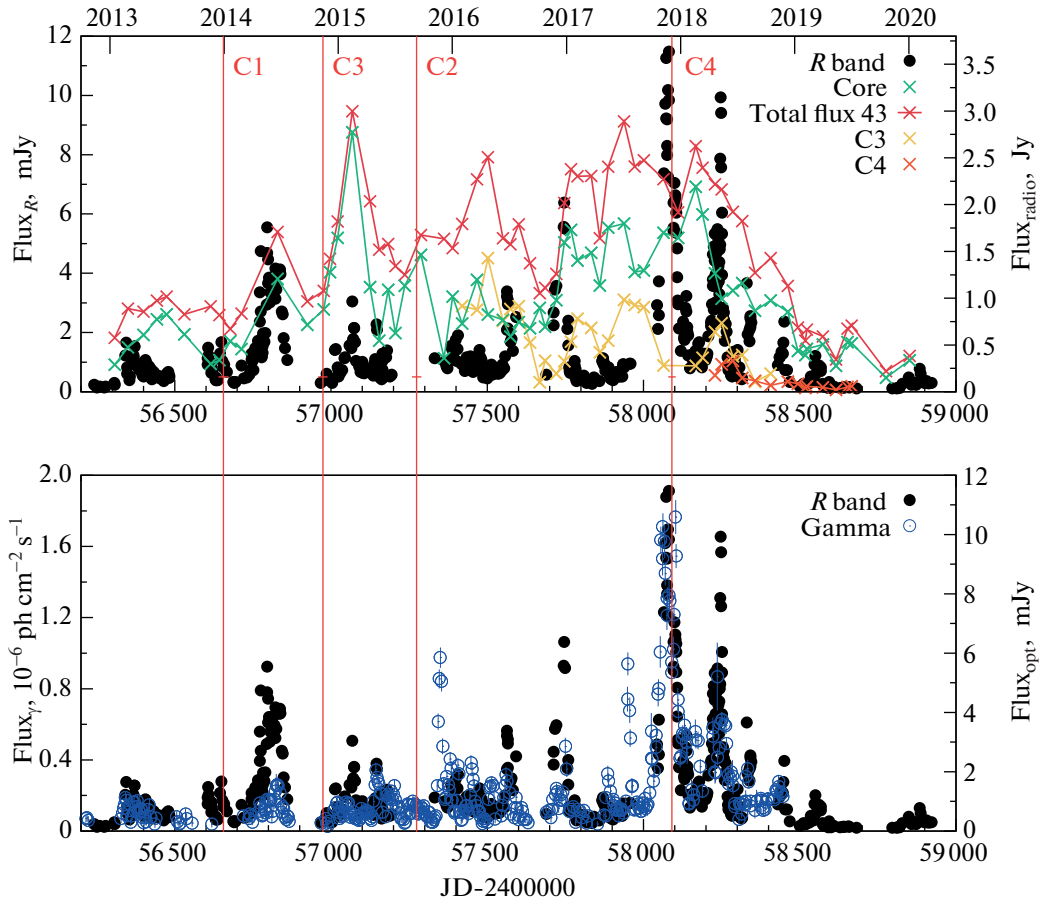 2013 2014 2015 2016 2017 2018 2019 2020
12 10 8 6 4 2 0
Flux_R, mJy
C1 C3 C2 C4
R band
Core
Total flux 43
C3
C4
3.5 3.0 2.5 2.0 1.5 1.0 0.5 0
Flux_radio, Jy
56 500 57 000 57 500 58 000 58 500 59 000
2.0 1.6 1.2 0.8 0.4 0
Flux_γ, 10^−6 ph cm^−2 s^−1
R band
Gamma
12 10 8 6 4 2 0
Flux_opt, mJy
56 500 57 000 57 500 58 000 58 500 59 000
JD-2400000